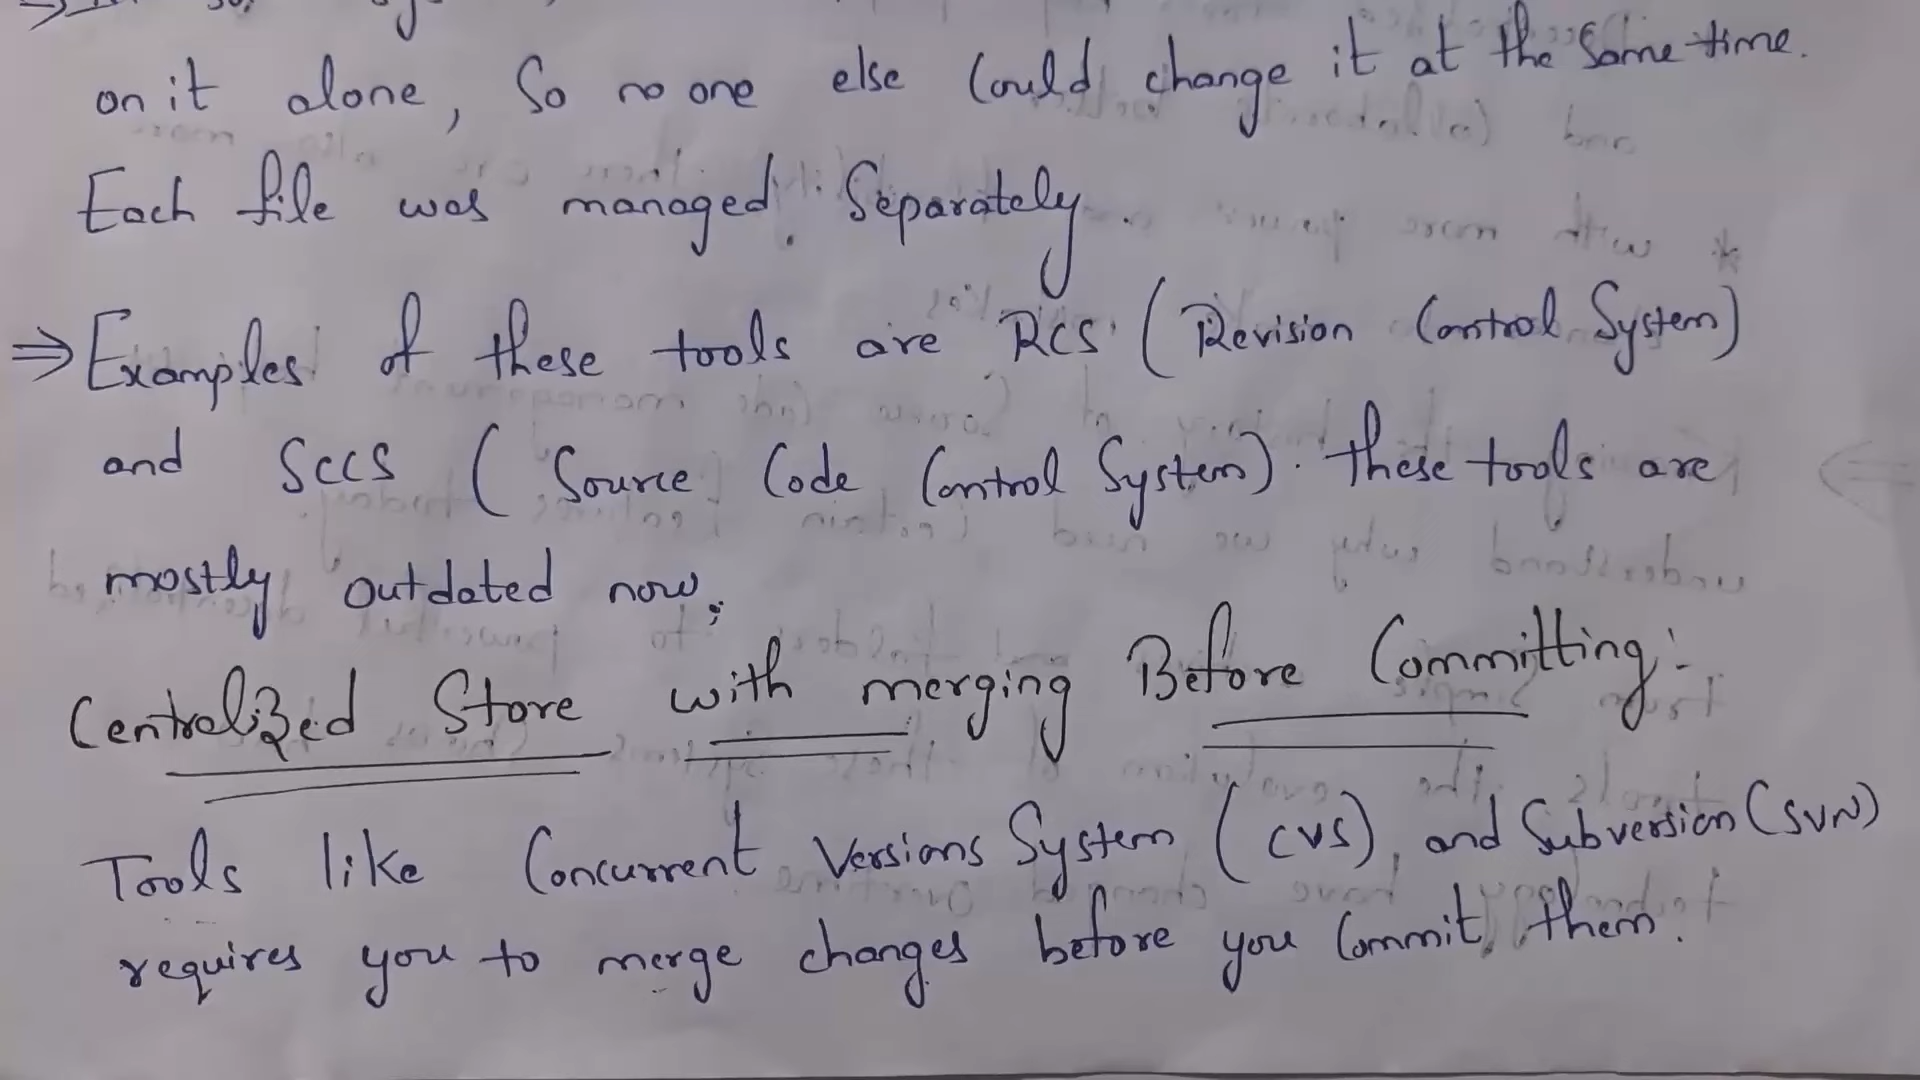 on it alone, So no one else Could change it at the Same time.
Each file was managed. Separately.
⇒ Examples of these tools are RCS (Revision Control System)
and SCCS (Source Code Control System). these tools are
mostly outdated now.
Centralized Store with merging Before Committing:-
Tools like Concurrent Versions System (CVS), and Subversion (SVN)
requires you to merge changes before you Commit them.